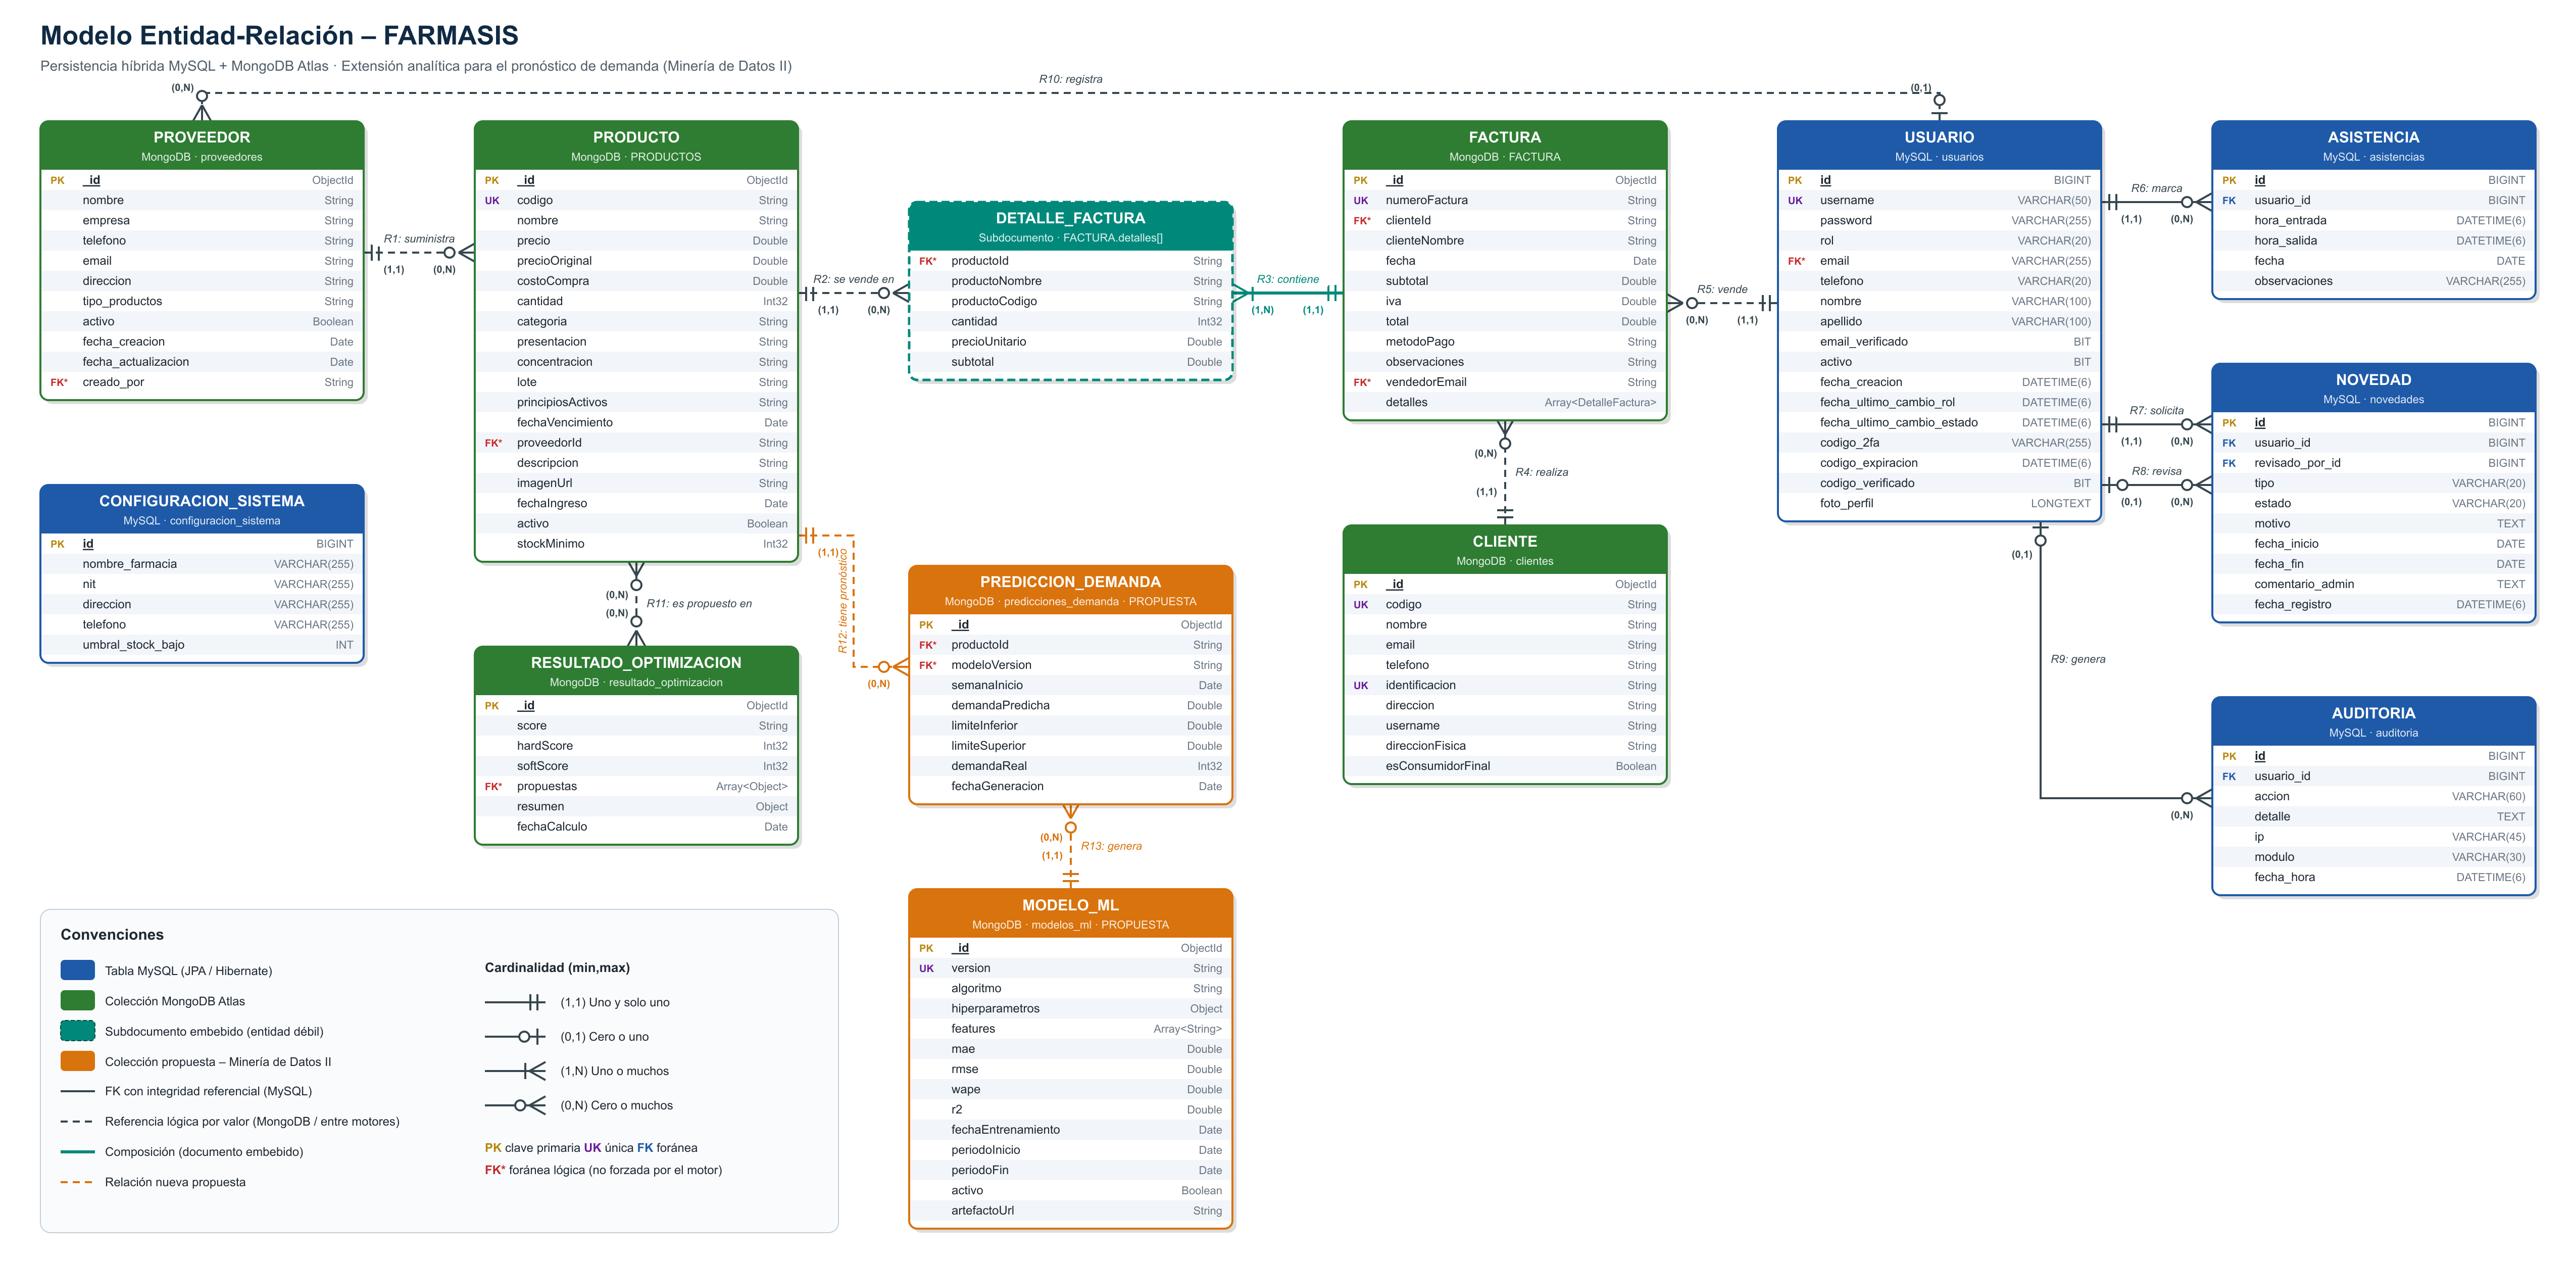 Modelo Entidad-Relación – FARMASIS
Persistencia híbrida MySQL + MongoDB Atlas · Extensión analítica para el pronóstico de demanda (Minería de Datos II)
R10: registra
(0,N)
(0,1)
PROVEEDOR
MongoDB · proveedores
PK _id ObjectId
nombre String
empresa String
telefono String
email String
direccion String
tipo_productos String
activo Boolean
fecha_creacion Date
fecha_actualizacion Date
FK* creado_por String
R1: suministra
(1,1) (0,N)
CONFIGURACION_SISTEMA
MySQL · configuracion_sistema
PK id BIGINT
nombre_farmacia VARCHAR(255)
nit VARCHAR(255)
direccion VARCHAR(255)
telefono VARCHAR(255)
umbral_stock_bajo INT
PRODUCTO
MongoDB · PRODUCTOS
PK _id ObjectId
UK codigo String
nombre String
precio Double
precioOriginal Double
costoCompra Double
cantidad Int32
categoria String
presentacion String
concentracion String
lote String
principiosActivos String
fechaVencimiento Date
FK* proveedorId String
descripcion String
imagenUrl String
fechaIngreso Date
activo Boolean
stockMinimo Int32
(0,N)
(0,N)
R11: es propuesto en
RESULTADO_OPTIMIZACION
MongoDB · resultado_optimizacion
PK _id ObjectId
score String
hardScore Int32
softScore Int32
FK* propuestas Array<Object>
resumen Object
fechaCalculo Date
R2: se vende en
(1,1) (0,N)
DETALLE_FACTURA
Subdocumento · FACTURA.detalles[]
FK* productoId String
productoNombre String
productoCodigo String
cantidad Int32
precioUnitario Double
subtotal Double
R3: contiene
(1,N) (1,1)
(1,1)
R12: tiene pronóstico
(0,N)
PREDICCION_DEMANDA
MongoDB · predicciones_demanda · PROPUESTA
PK _id ObjectId
FK* productoId String
FK* modeloVersion String
semanaInicio Date
demandaPredicha Double
limiteInferior Double
limiteSuperior Double
demandaReal Int32
fechaGeneracion Date
(0,N)
(1,1)
R13: genera
MODELO_ML
MongoDB · modelos_ml · PROPUESTA
PK _id ObjectId
UK version String
algoritmo String
hiperparametros Object
features Array<String>
mae Double
rmse Double
wape Double
r2 Double
fechaEntrenamiento Date
periodoInicio Date
periodoFin Date
activo Boolean
artefactoUrl String
FACTURA
MongoDB · FACTURA
PK _id ObjectId
UK numeroFactura String
FK* clienteId String
clienteNombre String
fecha Date
subtotal Double
iva Double
total Double
metodoPago String
observaciones String
FK* vendedorEmail String
detalles Array<DetalleFactura>
(0,N)
R4: realiza
(1,1)
CLIENTE
MongoDB · clientes
PK _id ObjectId
UK codigo String
nombre String
email String
telefono String
UK identificacion String
direccion String
username String
direccionFisica String
esConsumidorFinal Boolean
R5: vende
(0,N) (1,1)
USUARIO
MySQL · usuarios
PK id BIGINT
UK username VARCHAR(50)
password VARCHAR(255)
rol VARCHAR(20)
FK* email VARCHAR(255)
telefono VARCHAR(20)
nombre VARCHAR(100)
apellido VARCHAR(100)
email_verificado BIT
activo BIT
fecha_creacion DATETIME(6)
fecha_ultimo_cambio_rol DATETIME(6)
fecha_ultimo_cambio_estado DATETIME(6)
codigo_2fa VARCHAR(255)
codigo_expiracion DATETIME(6)
codigo_verificado BIT
foto_perfil LONGTEXT
R6: marca
(1,1) (0,N)
R7: solicita
(1,1) (0,N)
R8: revisa
(0,1) (0,N)
(0,1)
R9: genera
(0,N)
ASISTENCIA
MySQL · asistencias
PK id BIGINT
FK usuario_id BIGINT
hora_entrada DATETIME(6)
hora_salida DATETIME(6)
fecha DATE
observaciones VARCHAR(255)
NOVEDAD
MySQL · novedades
PK id BIGINT
FK usuario_id BIGINT
FK revisado_por_id BIGINT
tipo VARCHAR(20)
estado VARCHAR(20)
motivo TEXT
fecha_inicio DATE
fecha_fin DATE
comentario_admin TEXT
fecha_registro DATETIME(6)
AUDITORIA
MySQL · auditoria
PK id BIGINT
FK usuario_id BIGINT
accion VARCHAR(60)
detalle TEXT
ip VARCHAR(45)
modulo VARCHAR(30)
fecha_hora DATETIME(6)
Convenciones
Tabla MySQL (JPA / Hibernate)
Colección MongoDB Atlas
Subdocumento embebido (entidad débil)
Colección propuesta – Minería de Datos II
FK con integridad referencial (MySQL)
Referencia lógica por valor (MongoDB / entre motores)
Composición (documento embebido)
Relación nueva propuesta
Cardinalidad (min,max)
(1,1) Uno y solo uno
(0,1) Cero o uno
(1,N) Uno o muchos
(0,N) Cero o muchos
PK clave primaria UK única FK foránea
FK* foránea lógica (no forzada por el motor)